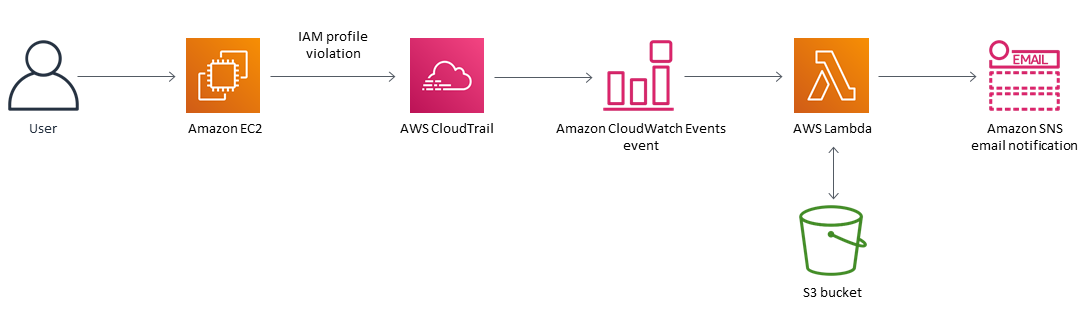 IAM profile
violation
EMAIL
User
Amazon EC2
AWS CloudTrail
Amazon CloudWatch Events
event
AWS Lambda
Amazon SNS
email notification
S3 bucket